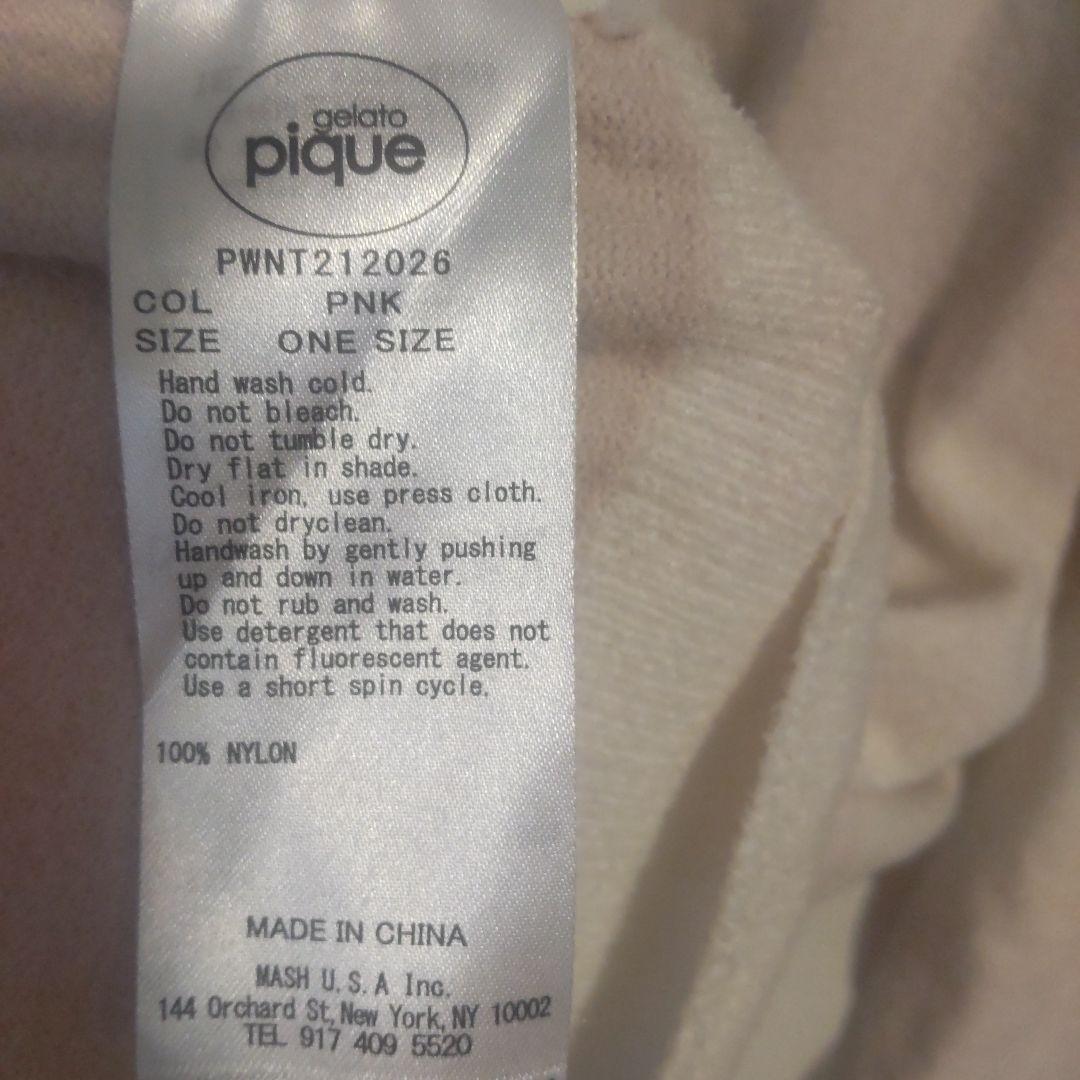 gelato
pique
PWNT212026
COL PNK
SIZE ONE SIZE
Hand wash cold.
Do not bleach.
Do not tumble dry.
Dry flat in shade.
Cool iron, use press cloth.
Do not dryclean.
Handwash by gently pushing
up and down in water.
Do not rub and wash.
Use detergent that does not
contain fluorescent agent.
Use a short spin cycle.
100% NYLON
MADE IN CHINA
MASH U.S.A Inc.
144 Orchard St, New York, NY 10002
TEL 917 409 5520